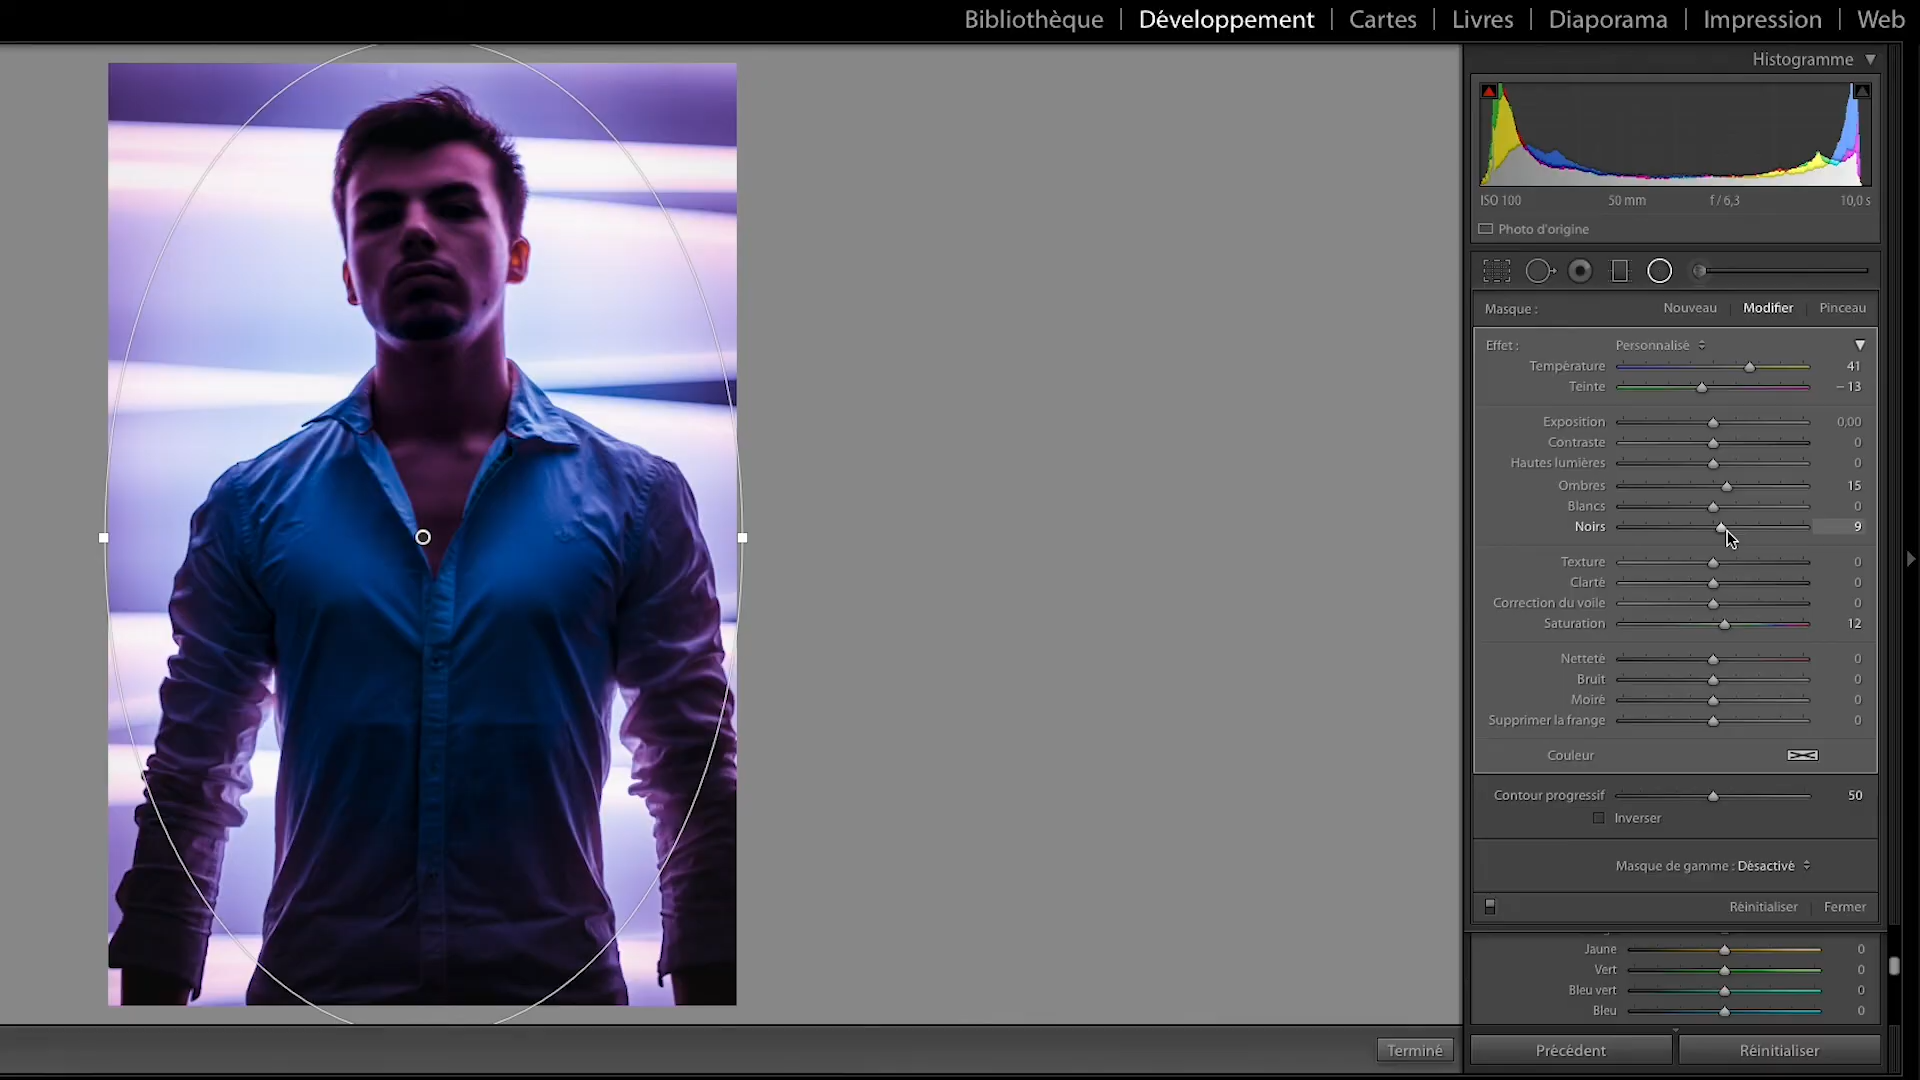 Bibliothèque | Développement | Cartes | Livres | Diaporama | Impression | Web
Histogramme
ISO 100 50 mm f / 6,3 10,0 s
Photo d'origine
Masque : Nouveau | Modifier | Pinceau
Effet : Personnalisé
Température 41
Teinte – 13
Exposition 0,00
Contraste 0
Hautes lumières 0
Ombres 15
Blancs 0
Noirs 9
Texture 0
Clarté 0
Correction du voile 0
Saturation 12
Netteté 0
Bruit 0
Moiré 0
Supprimer la frange 0
Couleur
Contour progressif 50
Inverser
Masque de gamme : Désactivé
Réinitialiser | Fermer
Jaune 0
Vert 0
Bleu vert 0
Bleu 0
Terminé Précédent Réinitialiser